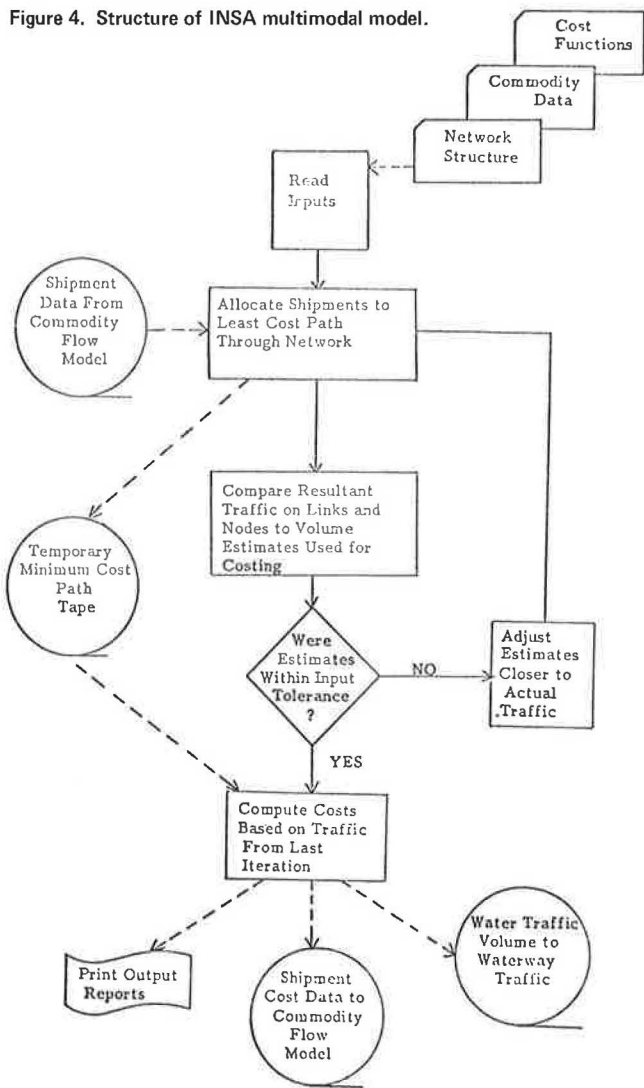 Figure 4. Structure of INSA multimodal model.
Cost
Functions
Commodity
Data
Network
Structure
Read
Inputs
Shipment
Data From
Commodity
Flow
Model
Allocate Shipments to
Least Cost Path
Through Network
Compare Resultant
Traffic on Links and
Nodes to Volume
Estimates Used for
Costing
Temporary
Minimum Cost
Path
Tape
Were
Estimates
Within Input
Tolerance
?
NO
Adjust
Estimates
Closer to
Actual
Traffic
YES
Compute Costs
Based on Traffic
From Last
Iteration
Print Output
Reports
Shipment
Cost Data to
Commodity
Flow
Model
Water Traffic
Volume to
Waterway
Traffic